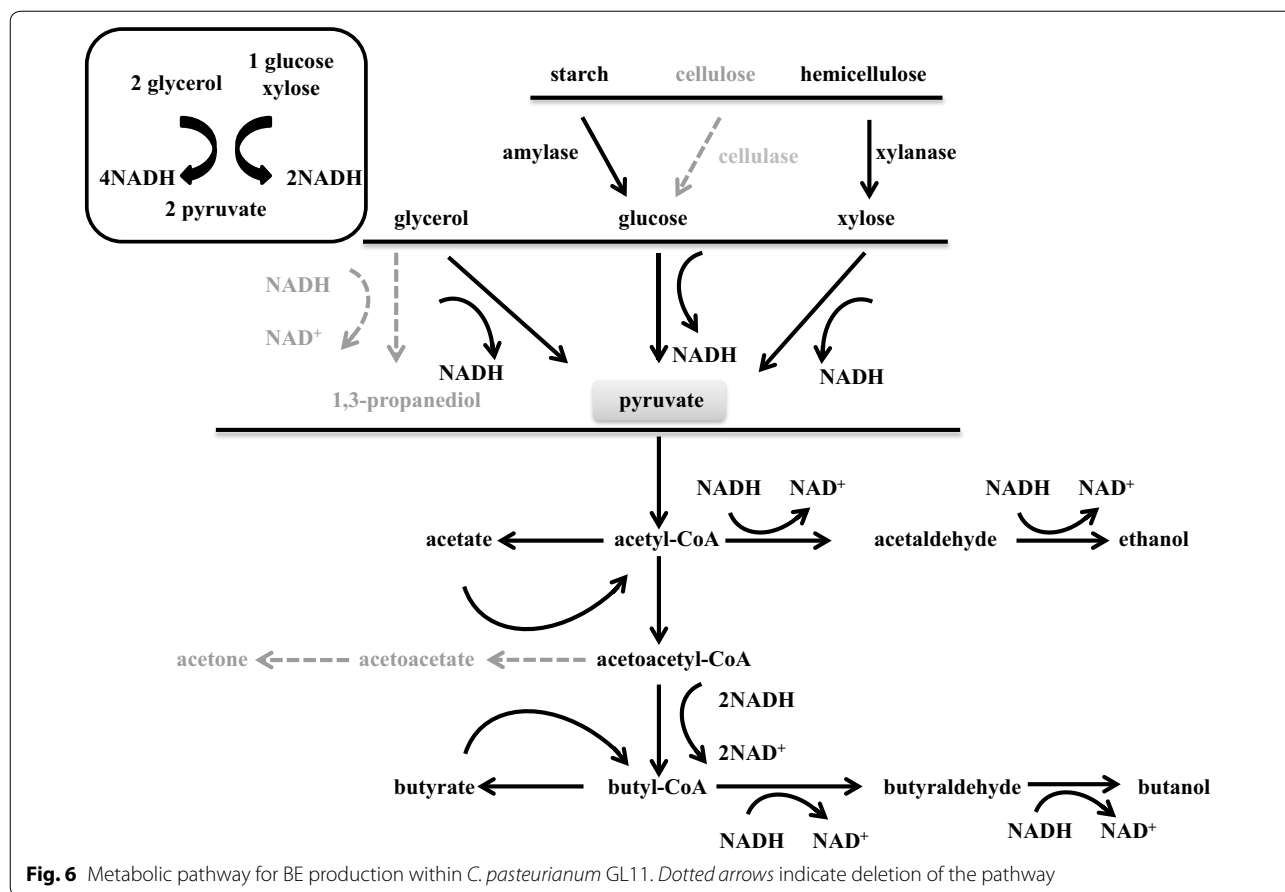 1 glucose
2 glycerol
xylose
4NADH
2NADH
2 pyruvate
starch cellulose hemicellulose
amylase cellulase xylanase
glycerol glucose xylose
NADH
NAD+
NADH
NADH
NADH
1,3-propanediol pyruvate
NADH NAD+ NADH NAD+
acetate acetyl-CoA acetaldehyde ethanol
acetone acetoacetate acetoacetyl-CoA
2NADH
2NAD+
butyrate butyl-CoA butyraldehyde butanol
NADH NAD+ NADH NAD+
Fig. 6 Metabolic pathway for BE production within C. pasteurianum GL11. Dotted arrows indicate deletion of the pathway